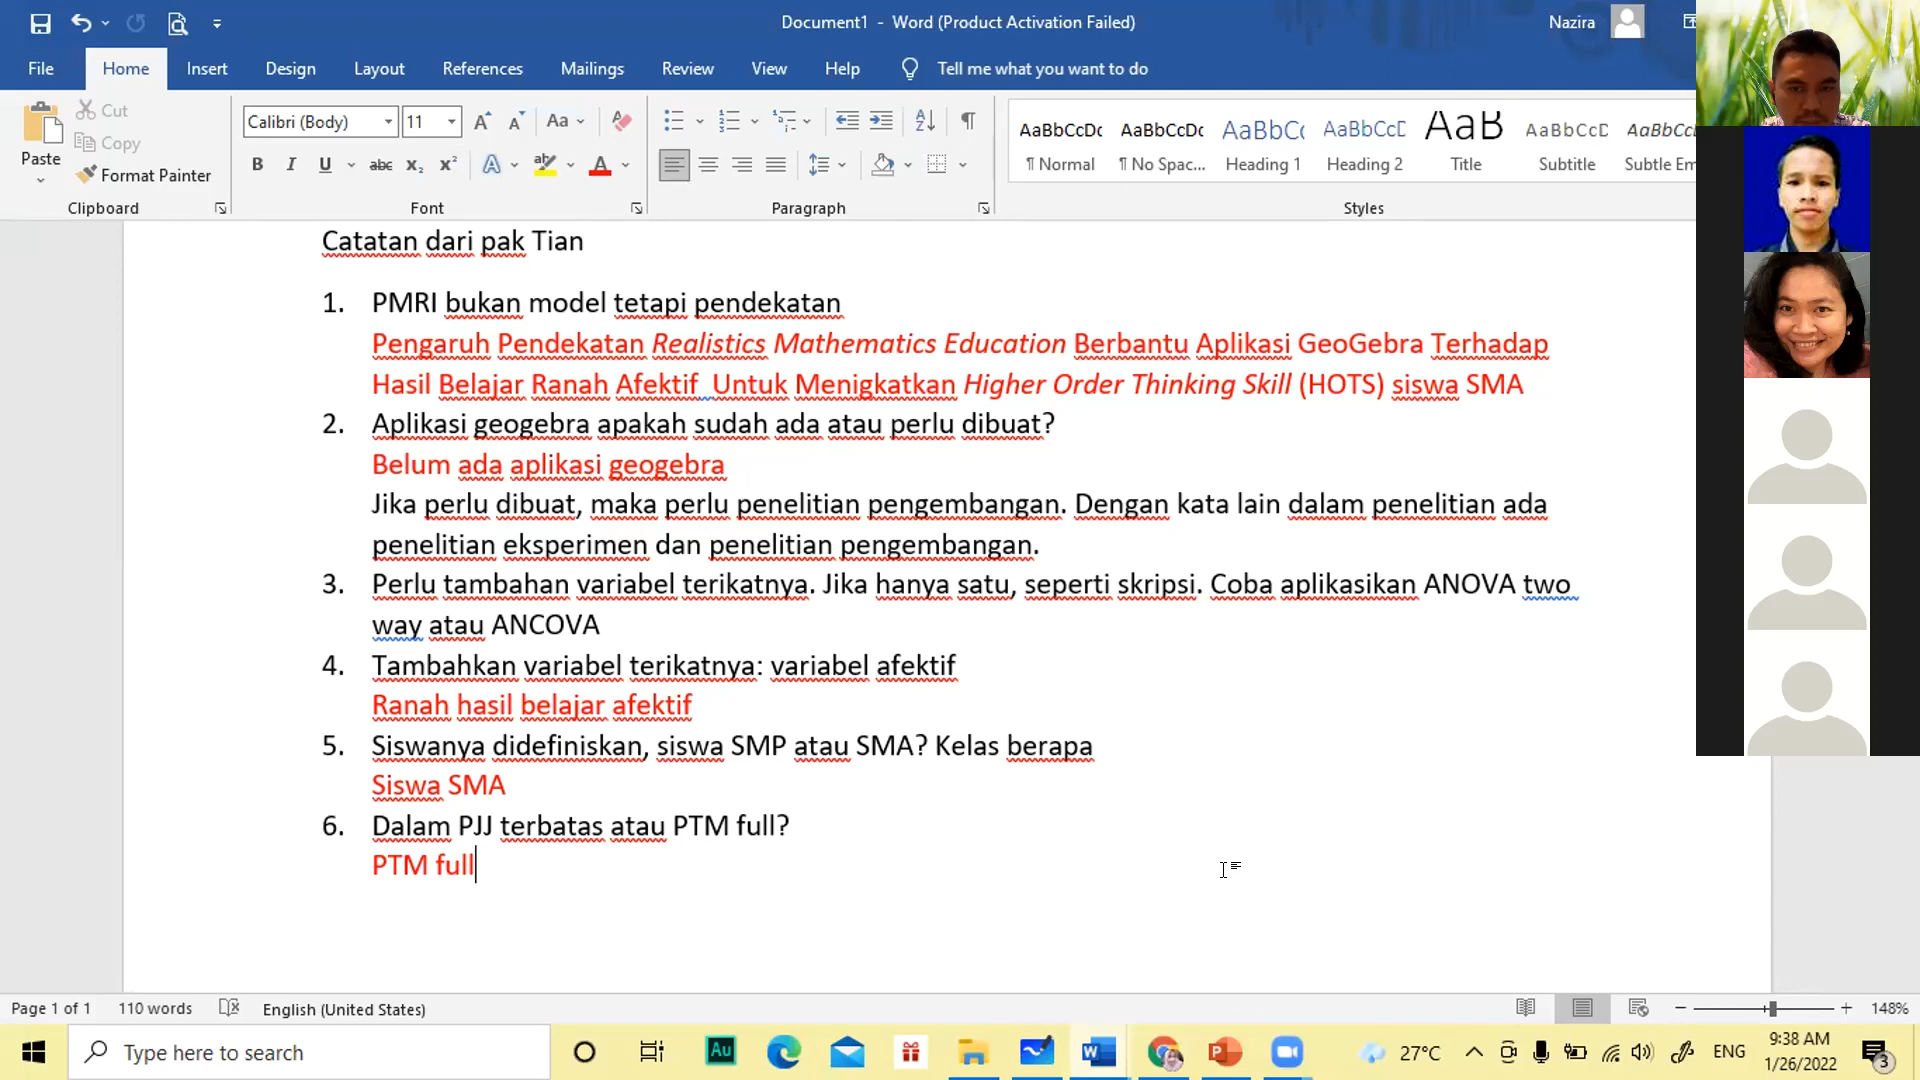 Document1 - Word (Product Activation Failed)
Nazira
File Home Insert Design Layout References Mailings Review View Help Tell me what you want to do
Paste
Cut
Copy
Format Painter
Calibri (Body) 11
AaBbCcDc AaBbCcDc AaBbC AaBbCcD AaB AaBbCcD AaBbCc
¶ Normal ¶ No Spac... Heading 1 Heading 2 Title Subtitle Subtle Em
Clipboard Font Paragraph Styles
Catatan dari pak Tian
1. PMRI bukan model tetapi pendekatan
Pengaruh Pendekatan Realistics Mathematics Education Berbantu Aplikasi GeoGebra Terhadap
Hasil Belajar Ranah Afektif Untuk Menigkatkan Higher Order Thinking Skill (HOTS) siswa SMA
2. Aplikasi geogebra apakah sudah ada atau perlu dibuat?
Belum ada aplikasi geogebra
Jika perlu dibuat, maka perlu penelitian pengembangan. Dengan kata lain dalam penelitian ada
penelitian eksperimen dan penelitian pengembangan.
3. Perlu tambahan variabel terikatnya. Jika hanya satu, seperti skripsi. Coba aplikasikan ANOVA two
way atau ANCOVA
4. Tambahkan variabel terikatnya: variabel afektif
Ranah hasil belajar afektif
5. Siswanya didefiniskan, siswa SMP atau SMA? Kelas berapa
Siswa SMA
6. Dalam PJJ terbatas atau PTM full?
PTM full
Page 1 of 1 110 words English (United States) 148%
Type here to search
Au
27°C
ENG
9:38 AM
1/26/2022
3